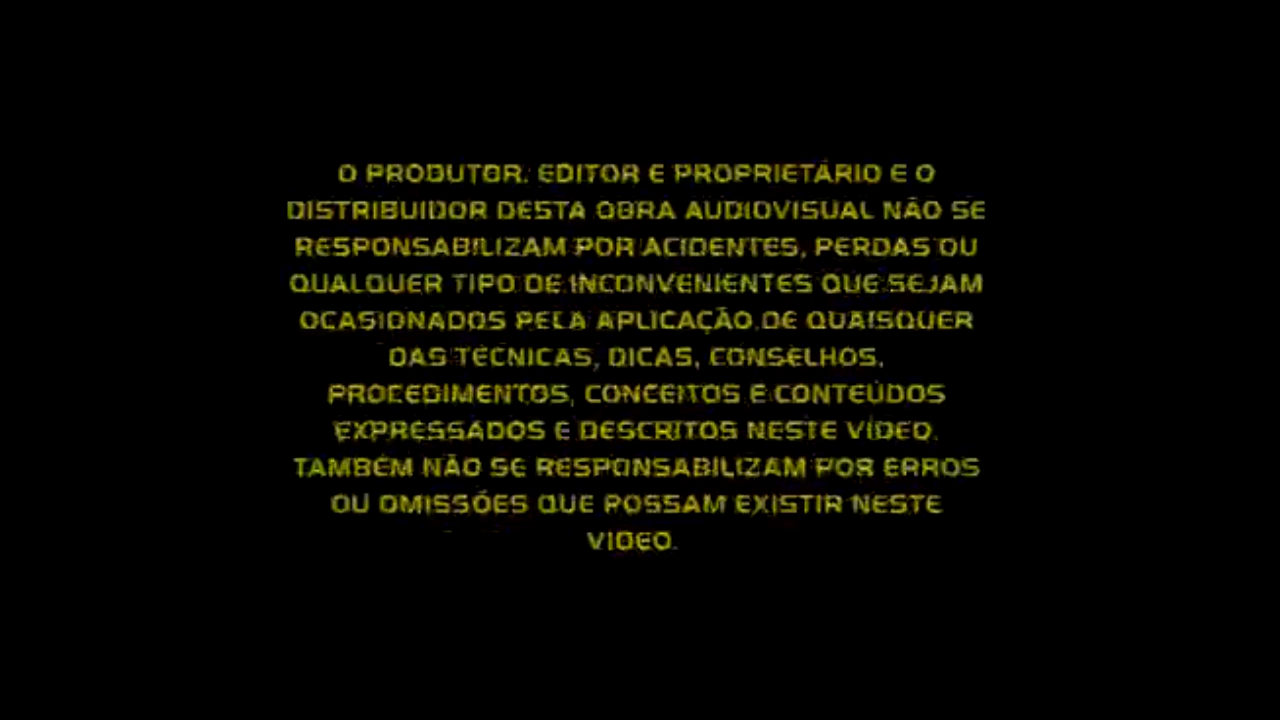 O PRODUTOR, EDITOR E PROPRIETÁRIO E O
DISTRIBUIDOR DESTA OBRA AUDIOVISUAL NÃO SE
RESPONSABILIZAM POR ACIDENTES, PERDAS OU
QUALQUER TIPO DE INCONVENIENTES QUE SEJAM
OCASIONADOS PELA APLICAÇÃO DE QUAISQUER
DAS TÉCNICAS, DICAS, CONSELHOS,
PROCEDIMENTOS, CONCEITOS E CONTEÚDOS
EXPRESSADOS E DESCRITOS NESTE VÍDEO.
TAMBÉM NÃO SE RESPONSABILIZAM POR ERROS
OU OMISSÕES QUE POSSAM EXISTIR NESTE
VÍDEO.